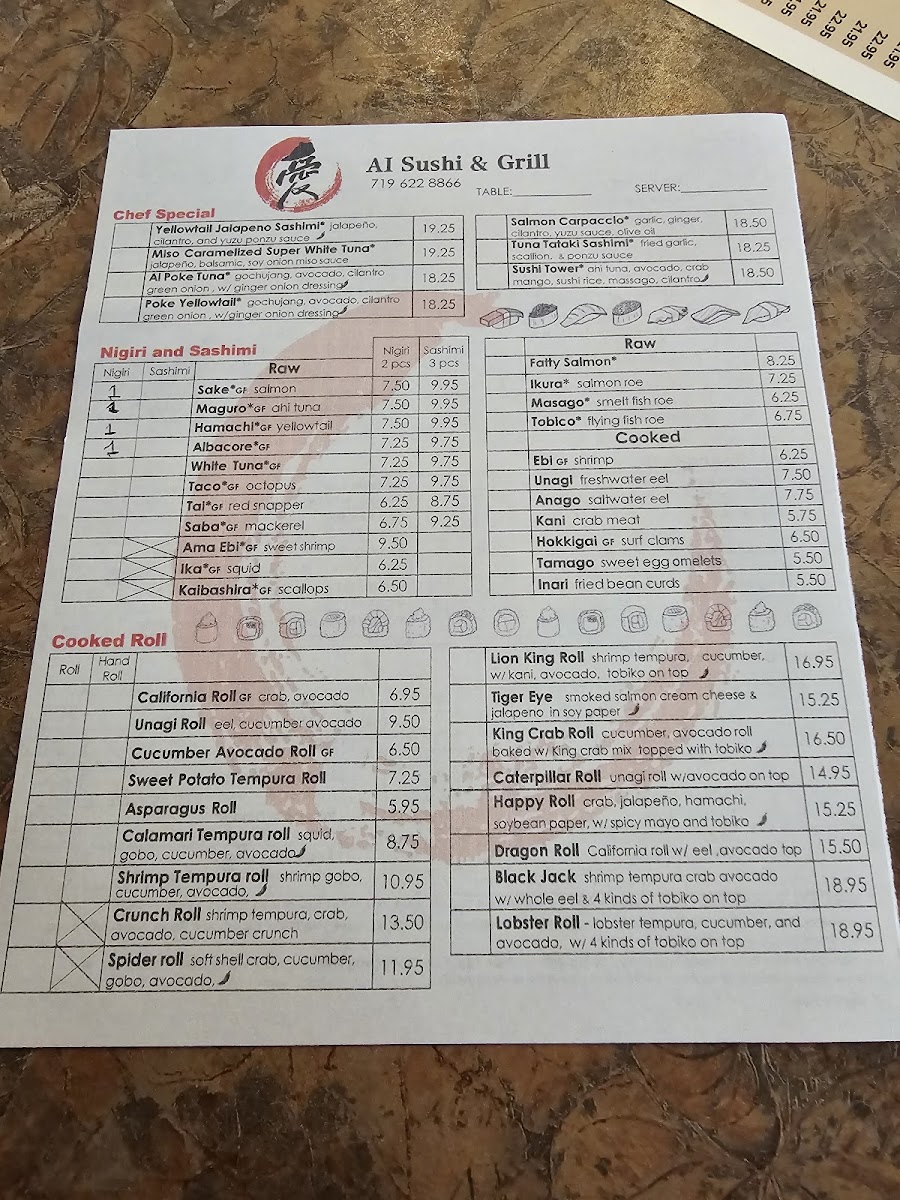 21.95
22.95
21.95
22.95
21.95
愛
AI Sushi & Grill
719 622 8866
TABLE:____________ SERVER:____________
Chef Special
Yellowtail Jalapeno Sashimi* jalapeño, 19.25
cilantro, and yuzu ponzu sauce
Miso Caramelized Super White Tuna* 19.25
jalapeño, balsamic, soy onion miso sauce
AI Poke Tuna* gochujang, avocado, cilantro 18.25
green onion , w/ ginger onion dressing
Poke Yellowtail* gochujang, avocado, cilantro 18.25
green onion , w/ginger onion dressing
Salmon Carpaccio* garlic, ginger, 18.50
cilantro, yuzu sauce, olive oil
Tuna Tataki Sashimi* fried garlic, 18.25
scallion, & ponzu sauce
Sushi Tower* ahi tuna, avocado, crab 18.50
mango, sushi rice, massago, cilantro
Nigiri and Sashimi
Nigiri Sashimi Raw Nigiri 2 pcs Sashimi 3 pcs
1 Sake*GF salmon 7.50 9.95
1 Maguro*GF ahi tuna 7.50 9.95
1 Hamachi*GF yellowtail 7.50 9.95
1 Albacore*GF 7.25 9.75
White Tuna*GF 7.25 9.75
Taco*GF octopus 7.25 9.75
Tai*GF red snapper 6.25 8.75
Saba*GF mackerel 6.75 9.25
Ama Ebi*GF sweet shrimp 9.50
Ika*GF squid 6.25
Kaibashira*GF scallops 6.50
Raw
Fatty Salmon* 8.25
Ikura* salmon roe 7.25
Masago* smelt fish roe 6.25
Tobico* flying fish roe 6.75
Cooked
Ebi GF shrimp 6.25
Unagi freshwater eel 7.50
Anago saltwater eel 7.75
Kani crab meat 5.75
Hokkigai GF surf clams 6.50
Tamago sweet egg omelets 5.50
Inari fried bean curds 5.50
Cooked Roll
Roll Hand Roll
California Roll GF crab, avocado 6.95
Unagi Roll eel, cucumber avocado 9.50
Cucumber Avocado Roll GF 6.50
Sweet Potato Tempura Roll 7.25
Asparagus Roll 5.95
Calamari Tempura roll squid, 8.75
gobo, cucumber, avocado
Shrimp Tempura roll shrimp gobo, 10.95
cucumber, avocado,
Crunch Roll shrimp tempura, crab, 13.50
avocado, cucumber crunch
Spider roll soft shell crab, cucumber, 11.95
gobo, avocado,
Lion King Roll shrimp tempura, cucumber, 16.95
w/ kani, avocado, tobiko on top
Tiger Eye smoked salmon cream cheese & 15.25
jalapeno in soy paper
King Crab Roll cucumber, avocado roll 16.50
baked w/ King crab mix topped with tobiko
Caterpillar Roll unagi roll w/avocado on top 14.95
Happy Roll crab, jalapeño, hamachi, 15.25
soybean paper, w/ spicy mayo and tobiko
Dragon Roll California roll w/ eel ,avocado top 15.50
Black Jack shrimp tempura crab avocado 18.95
w/ whole eel & 4 kinds of tobiko on top
Lobster Roll - lobster tempura, cucumber, and 18.95
avocado, w/ 4 kinds of tobiko on top